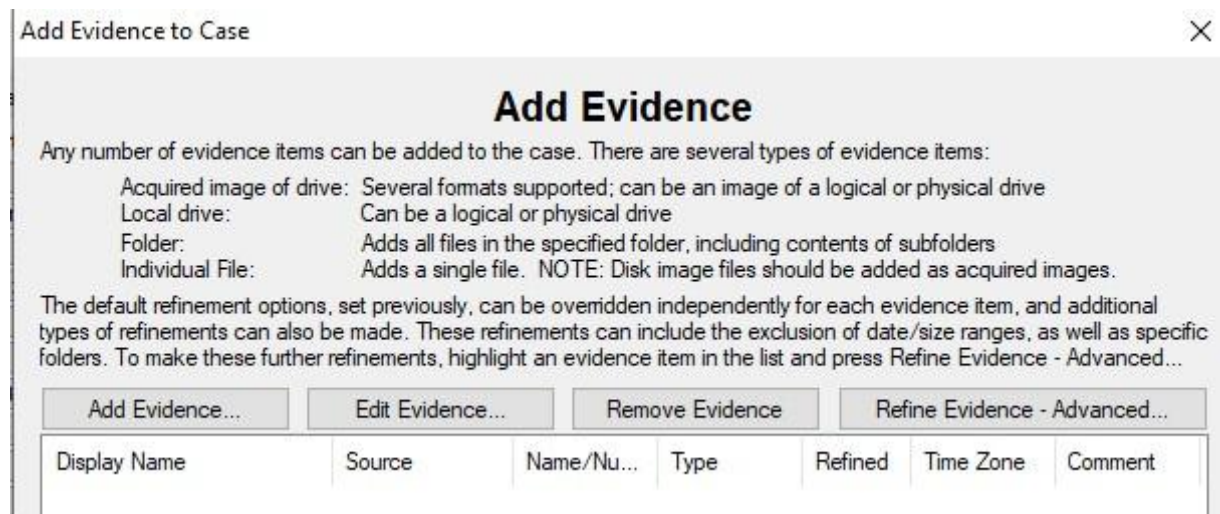 Add Evidence to Case
Add Evidence
Any number of evidence items can be added to the case. There are several types of evidence items:
Acquired image of drive: Several formats supported; can be an image of a logical or physical drive
Local drive: Can be a logical or physical drive
Folder: Adds all files in the specified folder, including contents of subfolders
Individual File: Adds a single file. NOTE: Disk image files should be added as acquired images.
The default refinement options, set previously, can be overridden independently for each evidence item, and additional
types of refinements can also be made. These refinements can include the exclusion of date/size ranges, as well as specific
folders. To make these further refinements, highlight an evidence item in the list and press Refine Evidence - Advanced...
Add Evidence... Edit Evidence... Remove Evidence Refine Evidence - Advanced...
Display Name Source Name/Nu... Type Refined Time Zone Comment